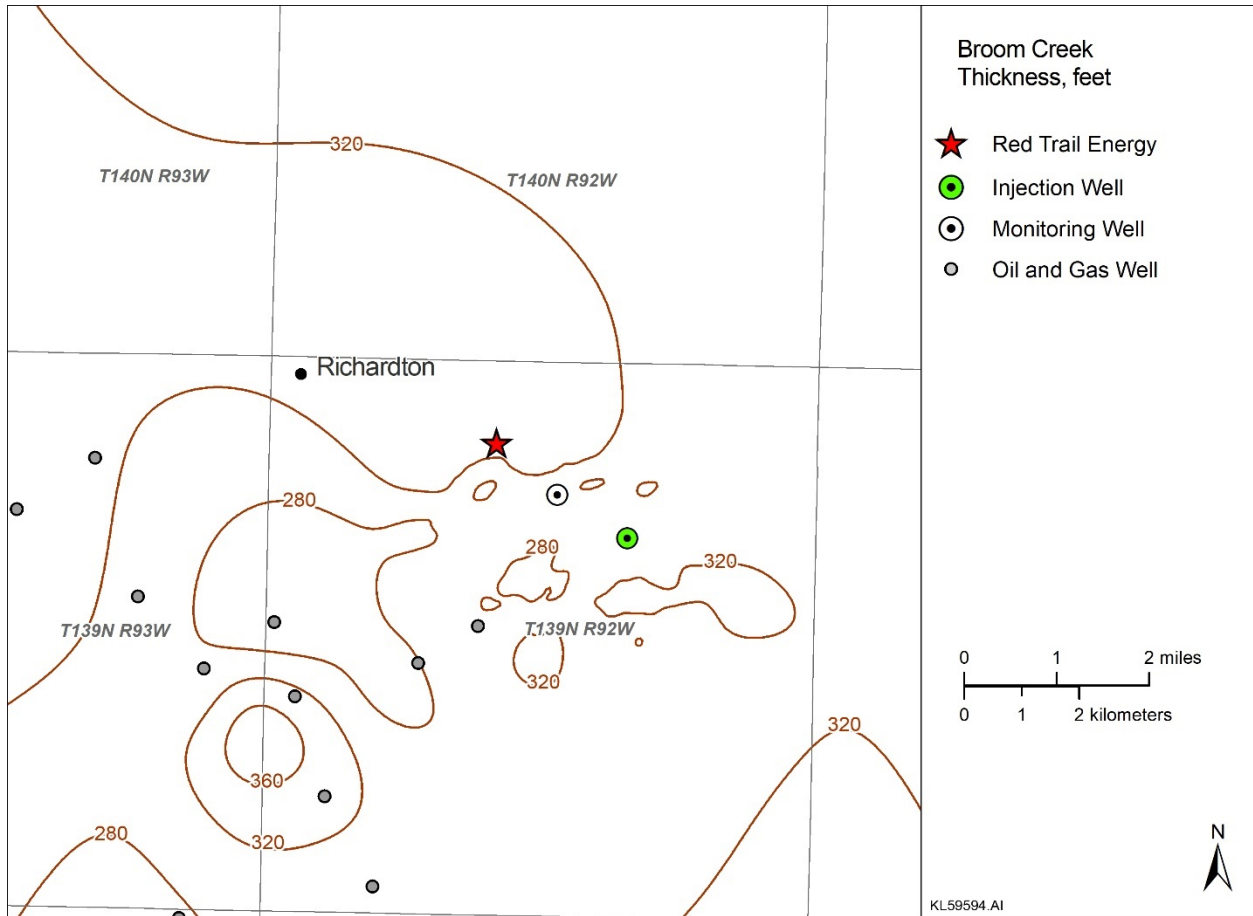 320
T140N R93W
T140N R92W
Richardton
280
280
320
T139N R93W
T139N R92W
320
320
360
320
280
Broom Creek
Thickness, feet
Red Trail Energy
Injection Well
Monitoring Well
Oil and Gas Well
0 1 2 miles
0 1 2 kilometers
N
KL59594.AI